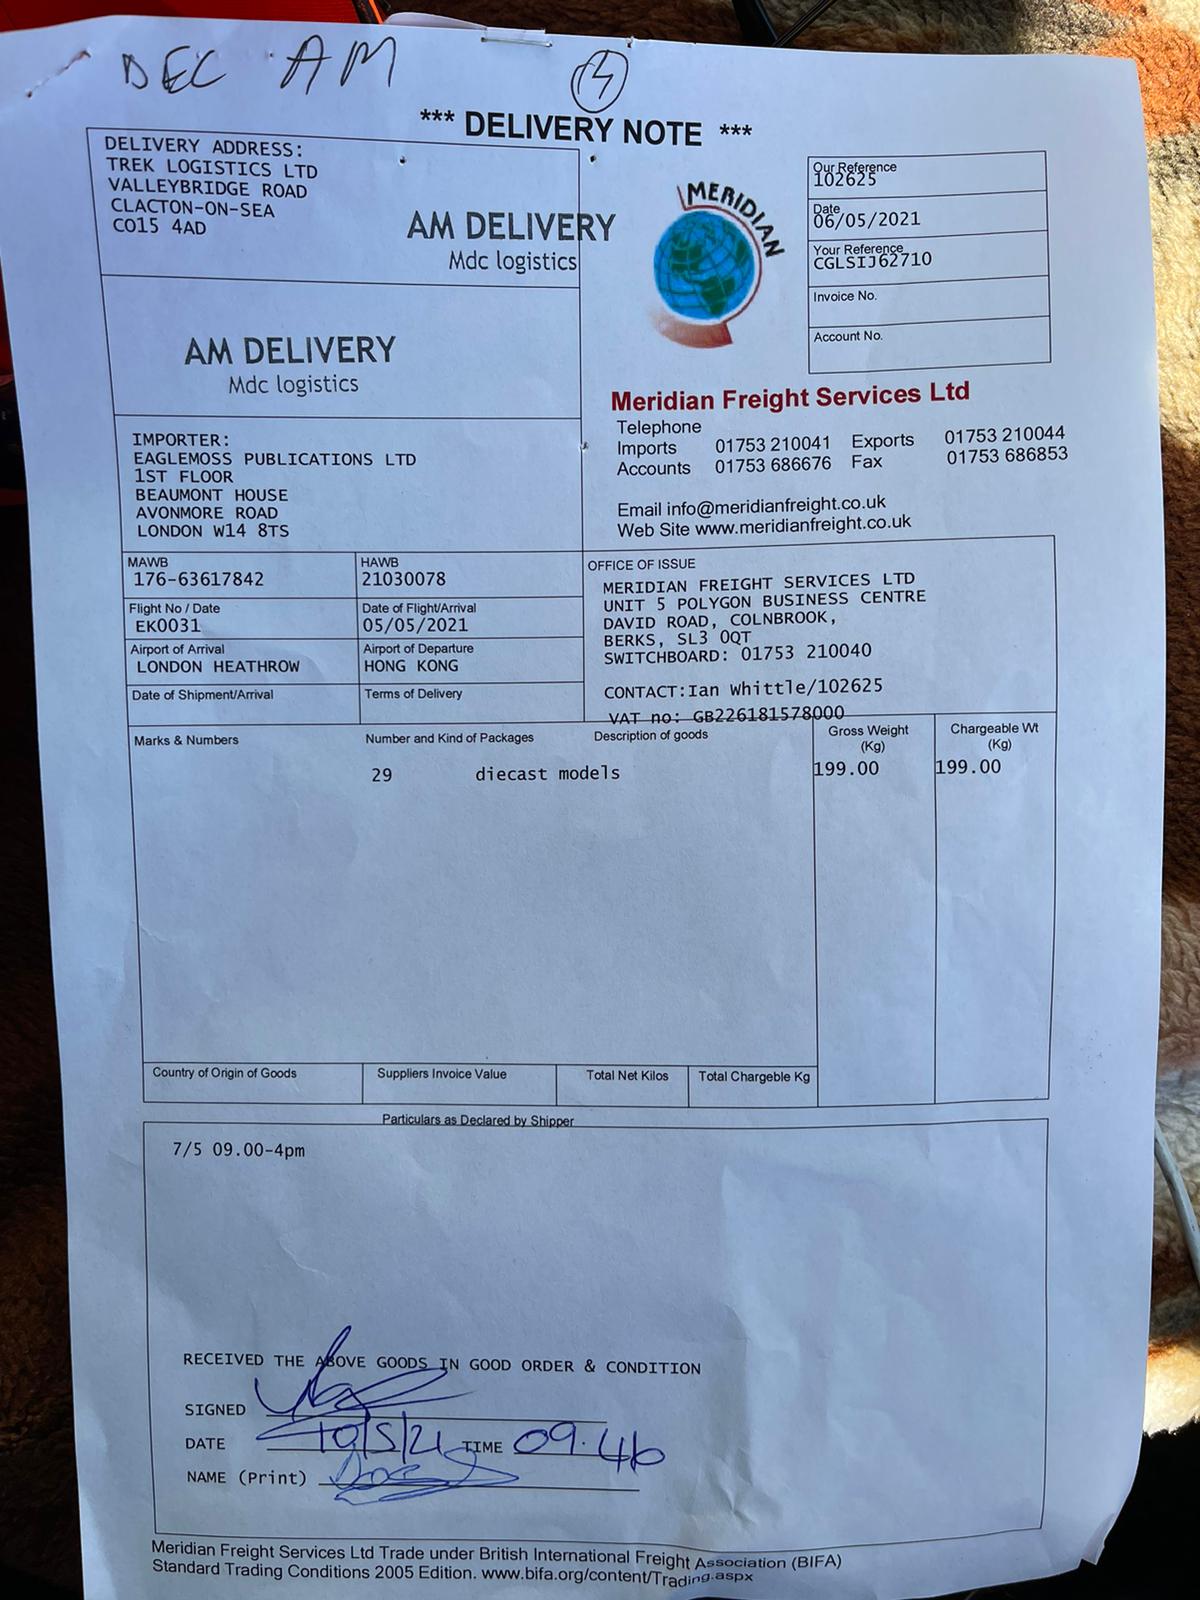 DEC AM
14
*** DELIVERY NOTE ***
DELIVERY ADDRESS:
TREK LOGISTICS LTD
VALLEYBRIDGE ROAD
CLACTON-ON-SEA
CO15 4AD
AM DELIVERY
Mdc logistics
AM DELIVERY
Mdc logistics
MERIDIAN
Our Reference
102625
Date
06/05/2021
Your Reference
CGLSIJ62710
Invoice No.
Account No.
Meridian Freight Services Ltd
Telephone
Imports 01753 210041 Exports 01753 210044
Accounts 01753 686676 Fax 01753 686853
Email info@meridianfreight.co.uk
Web Site www.meridianfreight.co.uk
IMPORTER:
EAGLEMOSS PUBLICATIONS LTD
1ST FLOOR
BEAUMONT HOUSE
AVONMORE ROAD
LONDON W14 8TS
MAWB
176-63617842
HAWB
21030078
Flight No / Date
EK0031
Date of Flight/Arrival
05/05/2021
Airport of Arrival
LONDON HEATHROW
Airport of Departure
HONG KONG
Date of Shipment/Arrival
Terms of Delivery
OFFICE OF ISSUE
MERIDIAN FREIGHT SERVICES LTD
UNIT 5 POLYGON BUSINESS CENTRE
DAVID ROAD, COLNBROOK,
BERKS, SL3 0QT
SWITCHBOARD: 01753 210040
CONTACT:Ian Whittle/102625
VAT no: GB226181578000
Marks & Numbers Number and Kind of Packages Description of goods Gross Weight (Kg) Chargeable Wt (Kg)
29 diecast models 199.00 199.00
Country of Origin of Goods Suppliers Invoice Value Total Net Kilos Total Chargeble Kg
Particulars as Declared by Shipper
7/5 09.00-4pm
RECEIVED THE ABOVE GOODS IN GOOD ORDER & CONDITION
SIGNED
DATE 10/5/21 TIME 09.46
NAME (Print)
Meridian Freight Services Ltd Trade under British International Freight Association (BIFA)
Standard Trading Conditions 2005 Edition. www.bifa.org/content/Trading.aspx